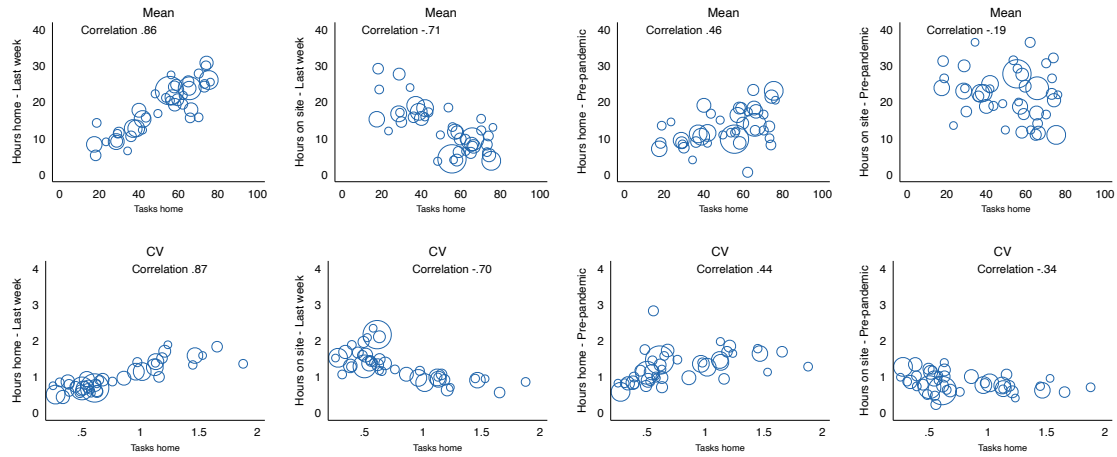 Mean
Correlation .86
Hours home - Last week
40
30
20
10
0
0 20 40 60 80 100
Tasks home
Mean
Correlation -.71
Hours on site - Last week
40
30
20
10
0
0 20 40 60 80 100
Tasks home
Mean
Correlation .46
Hours home - Pre-pandemic
40
30
20
10
0
0 20 40 60 80 100
Tasks home
Mean
Correlation -.19
Hours on site - Pre-pandemic
40
30
20
10
0
0 20 40 60 80 100
Tasks home
CV
Correlation .87
Hours home - Last week
4
3
2
1
0
.5 1 1.5 2
Tasks home
CV
Correlation -.70
Hours on site - Last week
4
3
2
1
0
.5 1 1.5 2
Tasks home
CV
Correlation .44
Hours home - Pre-pandemic
4
3
2
1
0
.5 1 1.5 2
Tasks home
CV
Correlation -.34
Hours on site - Pre-pandemic
4
3
2
1
0
.5 1 1.5 2
Tasks home